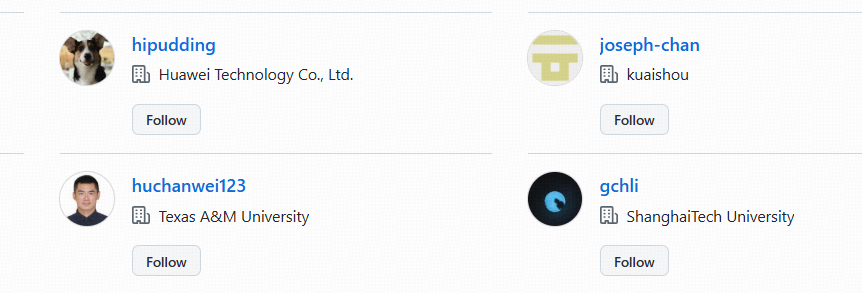 hipudding
Huawei Technology Co., Ltd.
Follow
joseph-chan
kuaishou
Follow
huchanwei123
Texas A&M University
Follow
gchli
ShanghaiTech University
Follow